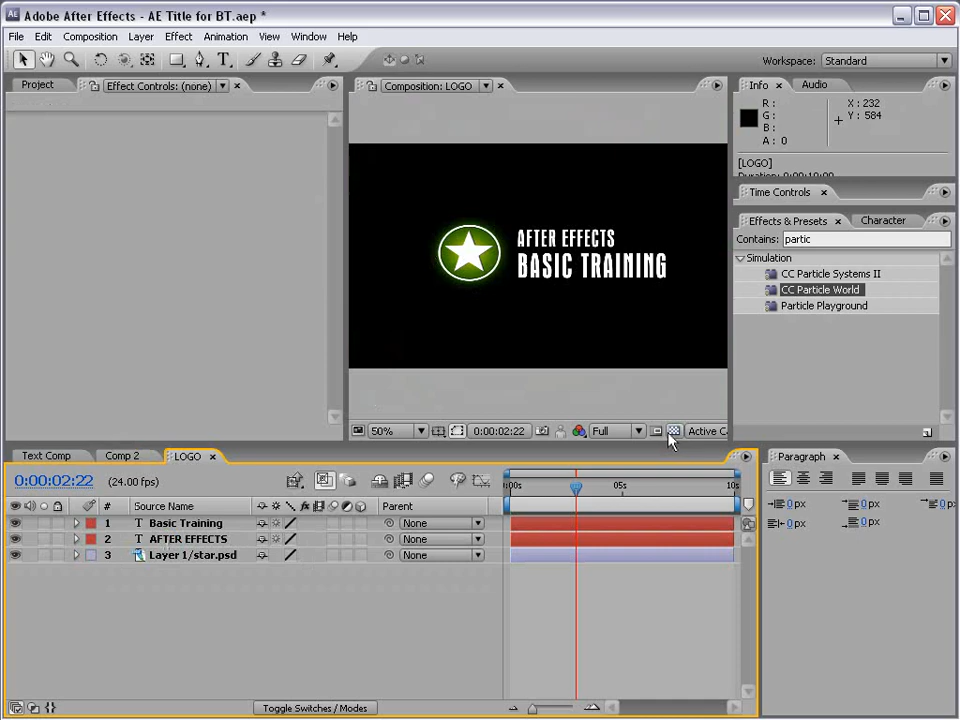 Adobe After Effects - AE Title for BT.aep *
File Edit Composition Layer Effect Animation View Window Help
Workspace: Standard
Project Effect Controls: (none)
Composition: LOGO
Info Audio
R: X: 232
G: Y: 584
B:
A: 0
[LOGO]
Time Controls
Effects & Presets Character
Contains: partic
Simulation
CC Particle Systems II
CC Particle World
Particle Playground
AFTER EFFECTS
BASIC TRAINING
50% 0:00:02:22 Full Active C
Text Comp Comp 2 LOGO
Paragraph
0:00:02:22 (24.00 fps)
:00s 05s 10s
# Source Name Parent
1 T Basic Training None
2 T AFTER EFFECTS None
3 Layer 1/star.psd None
0 px 0 px 0 p
0 px 0 px
Toggle Switches / Modes